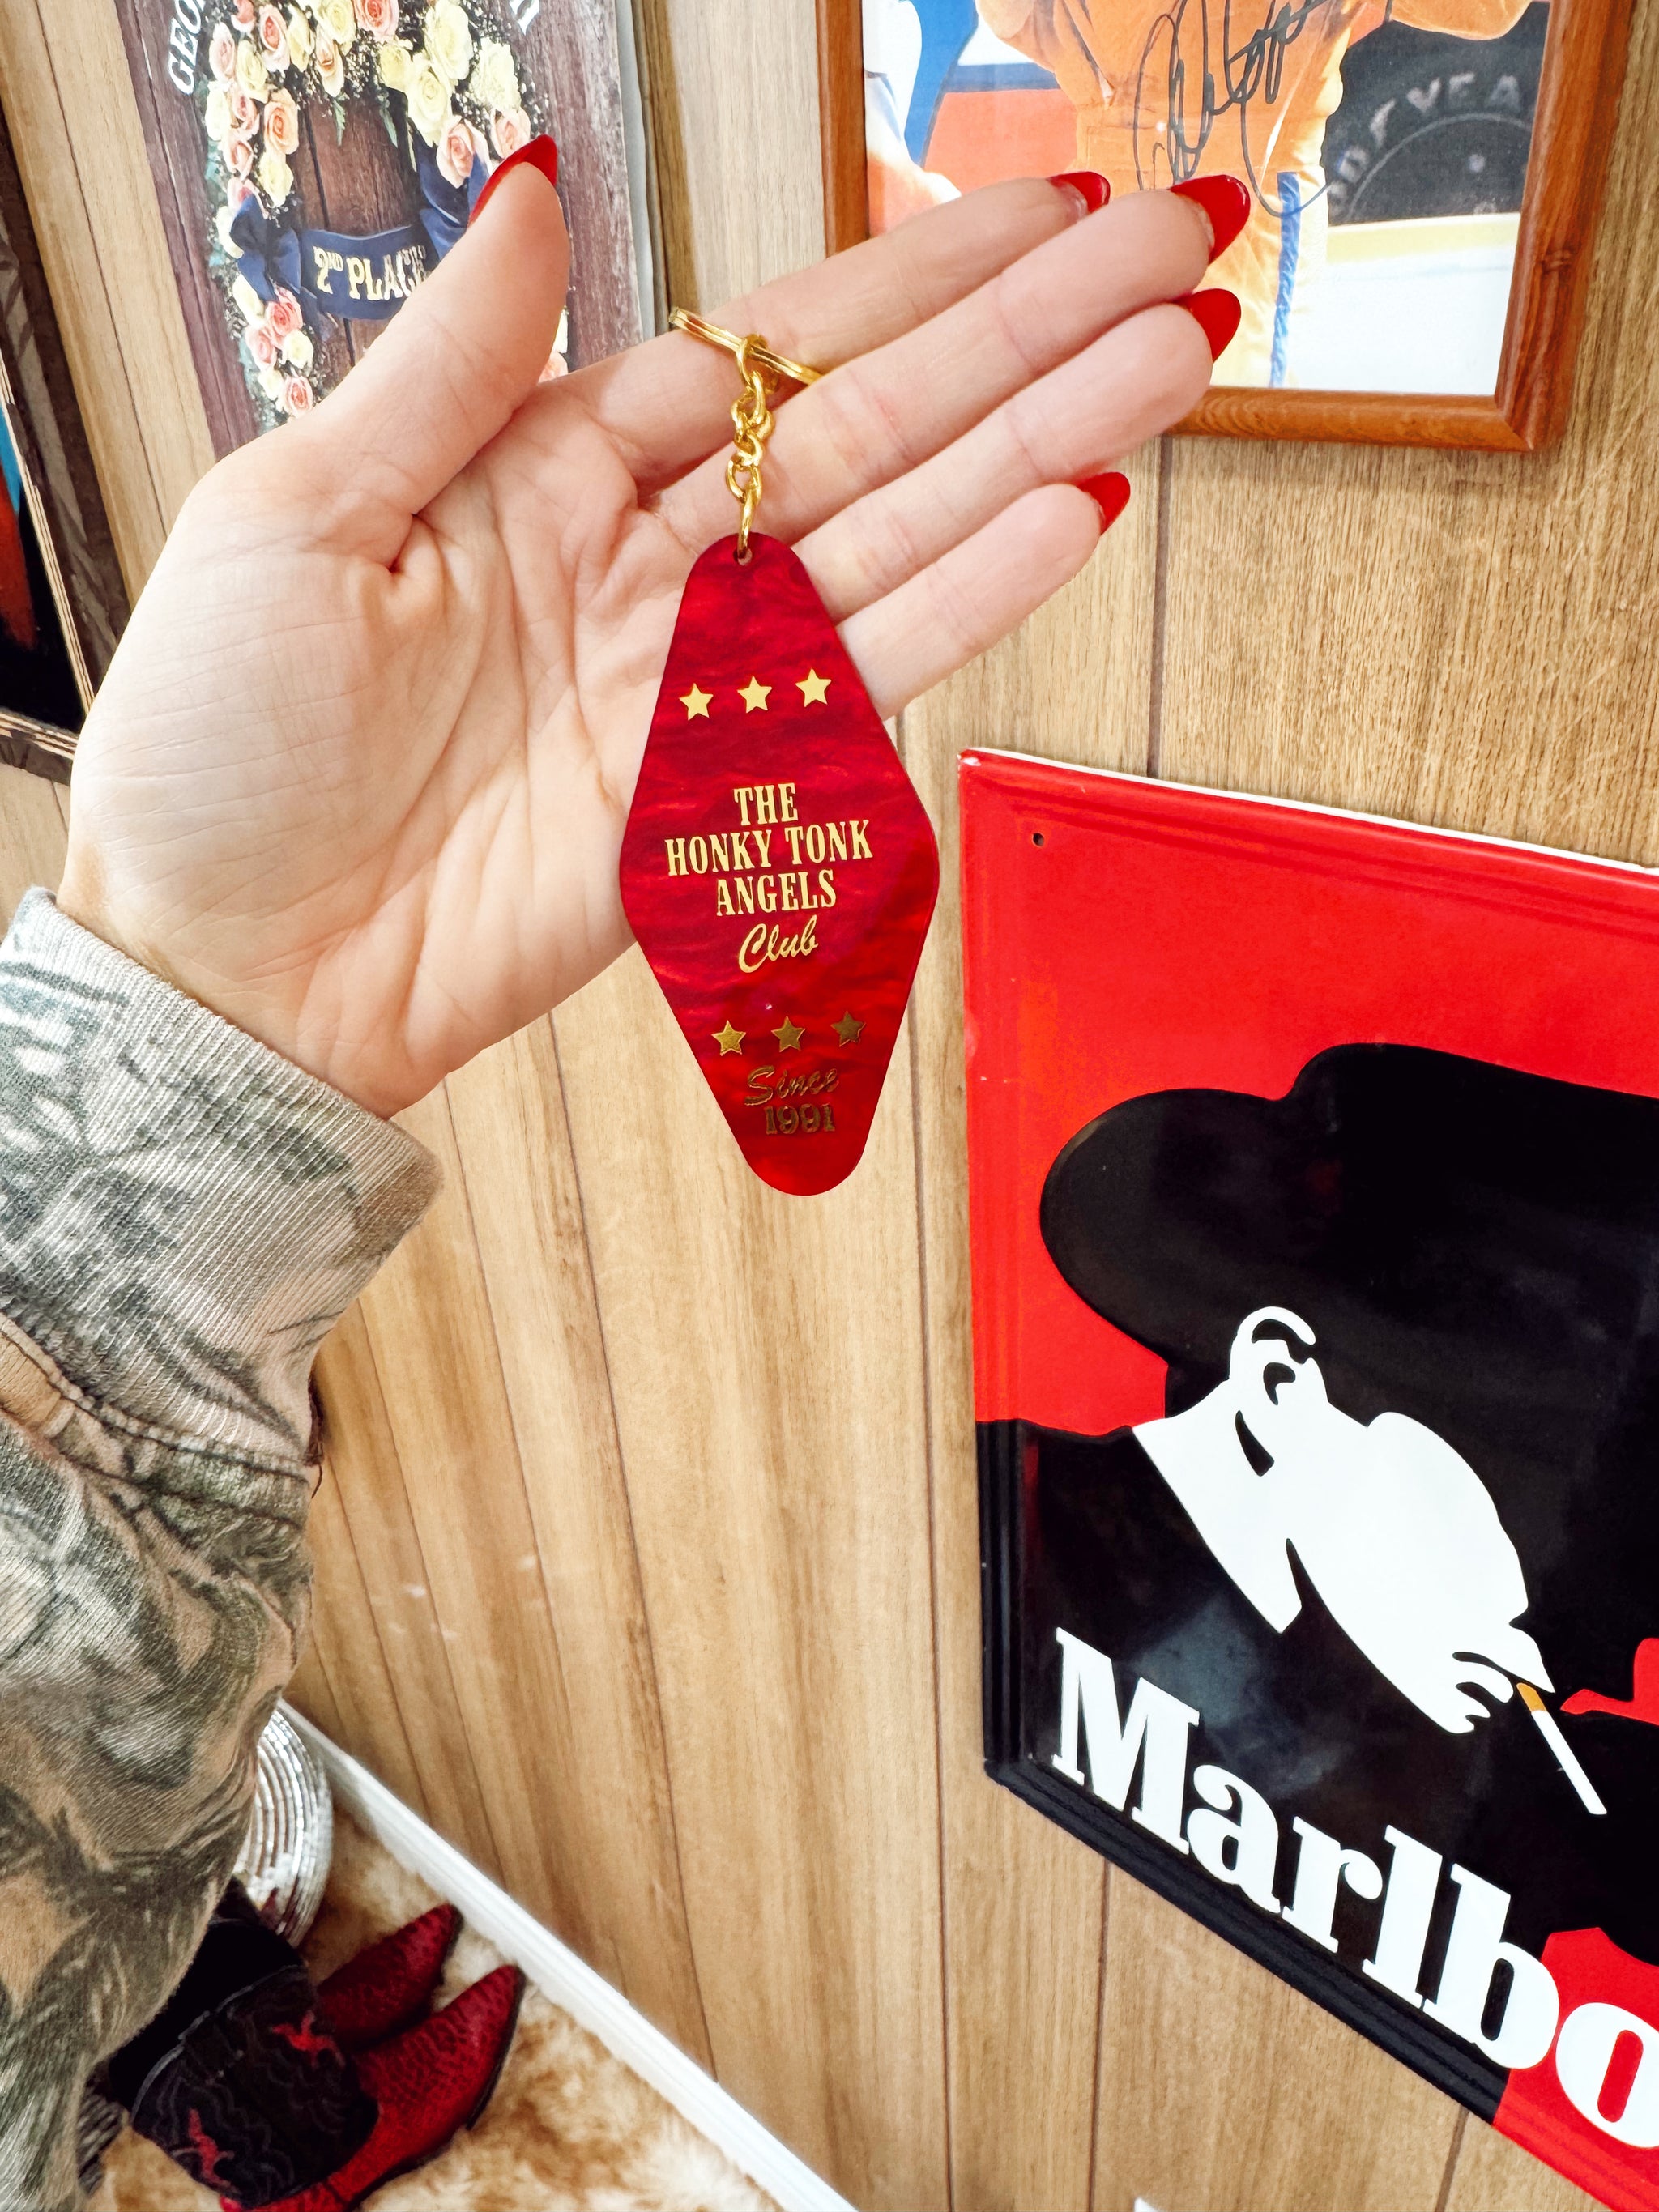 2ND PLACE
THE
HONKY TONK
ANGELS
Club
Since
1991
Marlbo